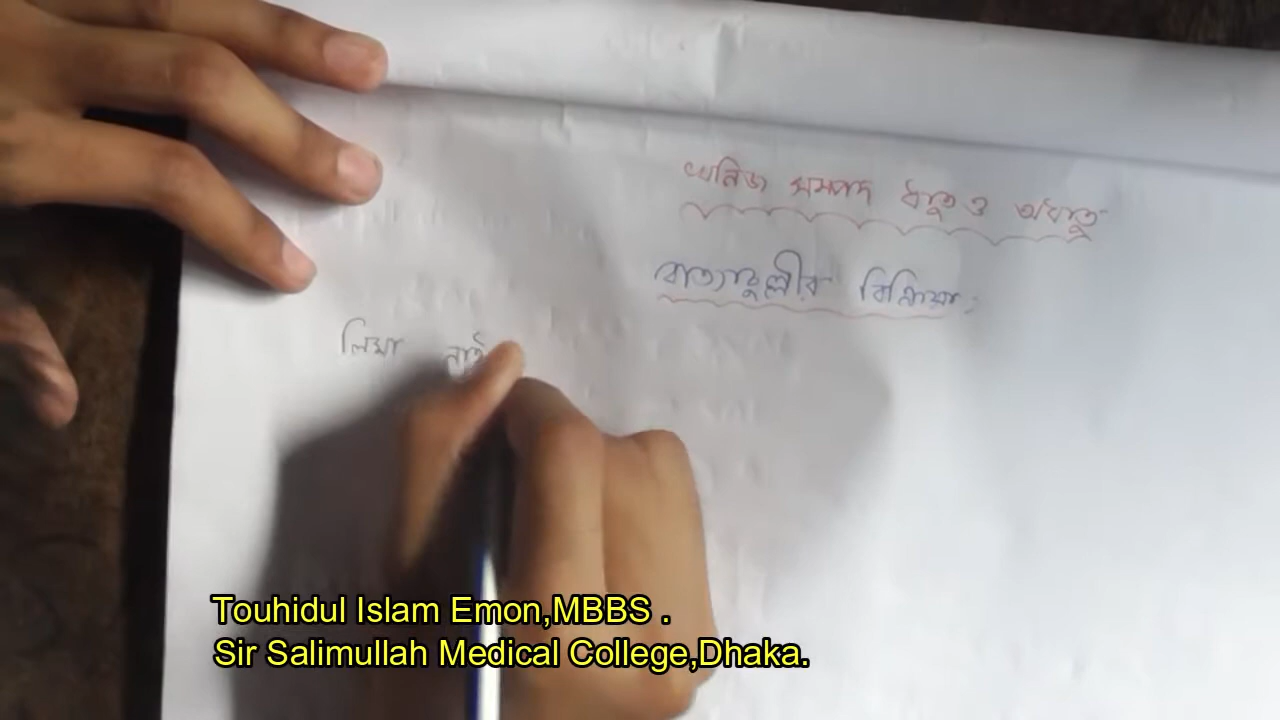 খনিজ সম্পদ ধাতু ও অধাতু
বাত্যাচুল্লীর বিক্রিয়া:
Touhidul Islam Emon,MBBS .
Sir Salimullah Medical College,Dhaka.